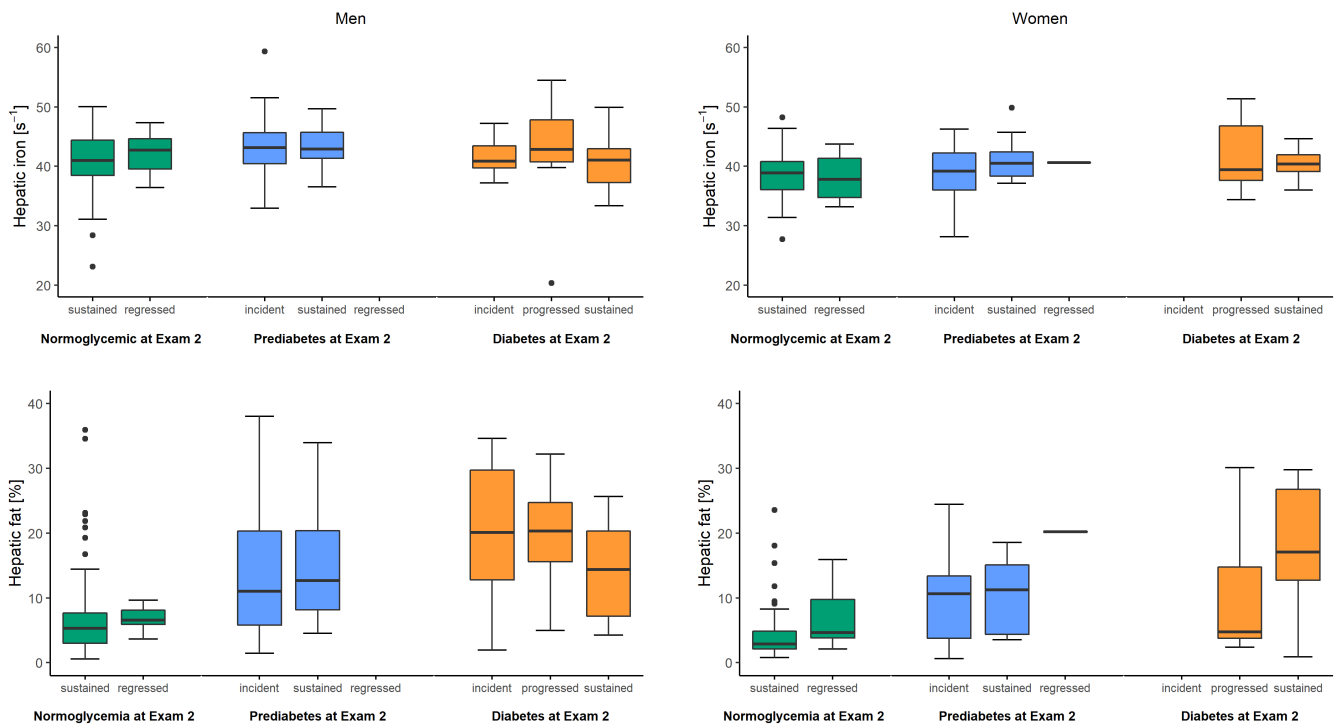 Men
Women
Hepatic iron [s⁻¹]
60
50
40
30
20
sustained regressed incident sustained regressed incident progressed sustained
Normoglycemic at Exam 2 Prediabetes at Exam 2 Diabetes at Exam 2
Hepatic iron [s⁻¹]
60
50
40
30
20
sustained regressed incident sustained regressed incident progressed sustained
Normoglycemic at Exam 2 Prediabetes at Exam 2 Diabetes at Exam 2
Hepatic fat [%]
40
30
20
10
0
sustained regressed incident sustained regressed incident progressed sustained
Normoglycemia at Exam 2 Prediabetes at Exam 2 Diabetes at Exam 2
Hepatic fat [%]
40
30
20
10
0
sustained regressed incident sustained regressed incident progressed sustained
Normoglycemia at Exam 2 Prediabetes at Exam 2 Diabetes at Exam 2